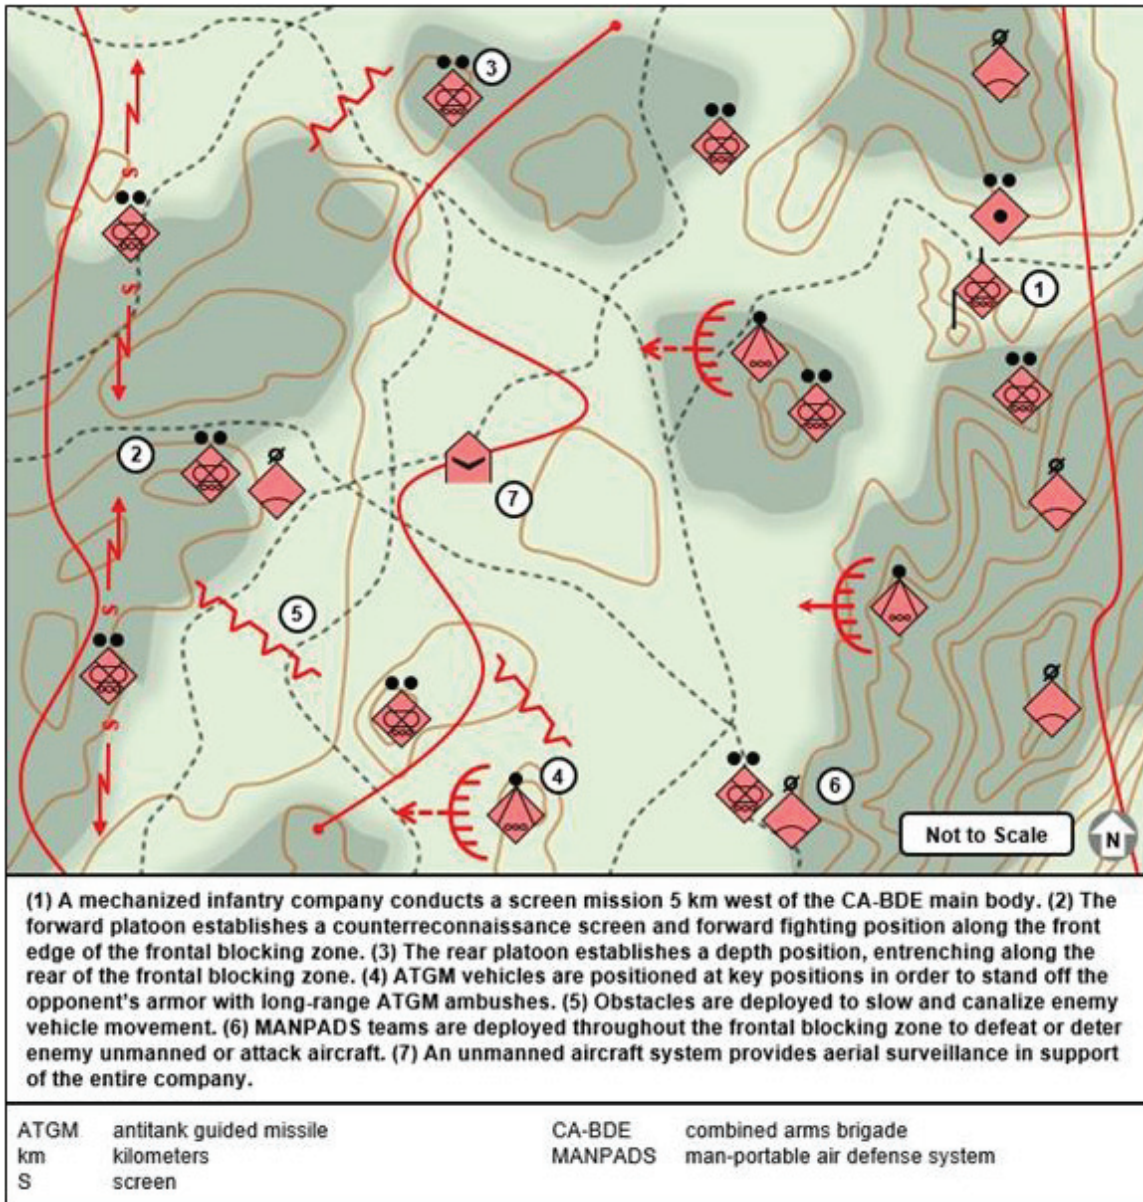 3
S
1
S
2
7
5
S
4
6
S
Not to Scale
N
(1) A mechanized infantry company conducts a screen mission 5 km west of the CA-BDE main body. (2) The
forward platoon establishes a counterreconnaissance screen and forward fighting position along the front
edge of the frontal blocking zone. (3) The rear platoon establishes a depth position, entrenching along the
rear of the frontal blocking zone. (4) ATGM vehicles are positioned at key positions in order to stand off the
opponent's armor with long-range ATGM ambushes. (5) Obstacles are deployed to slow and canalize enemy
vehicle movement. (6) MANPADS teams are deployed throughout the frontal blocking zone to defeat or deter
enemy unmanned or attack aircraft. (7) An unmanned aircraft system provides aerial surveillance in support
of the entire company.
ATGM antitank guided missile
km kilometers
S screen
CA-BDE combined arms brigade
MANPADS man-portable air defense system